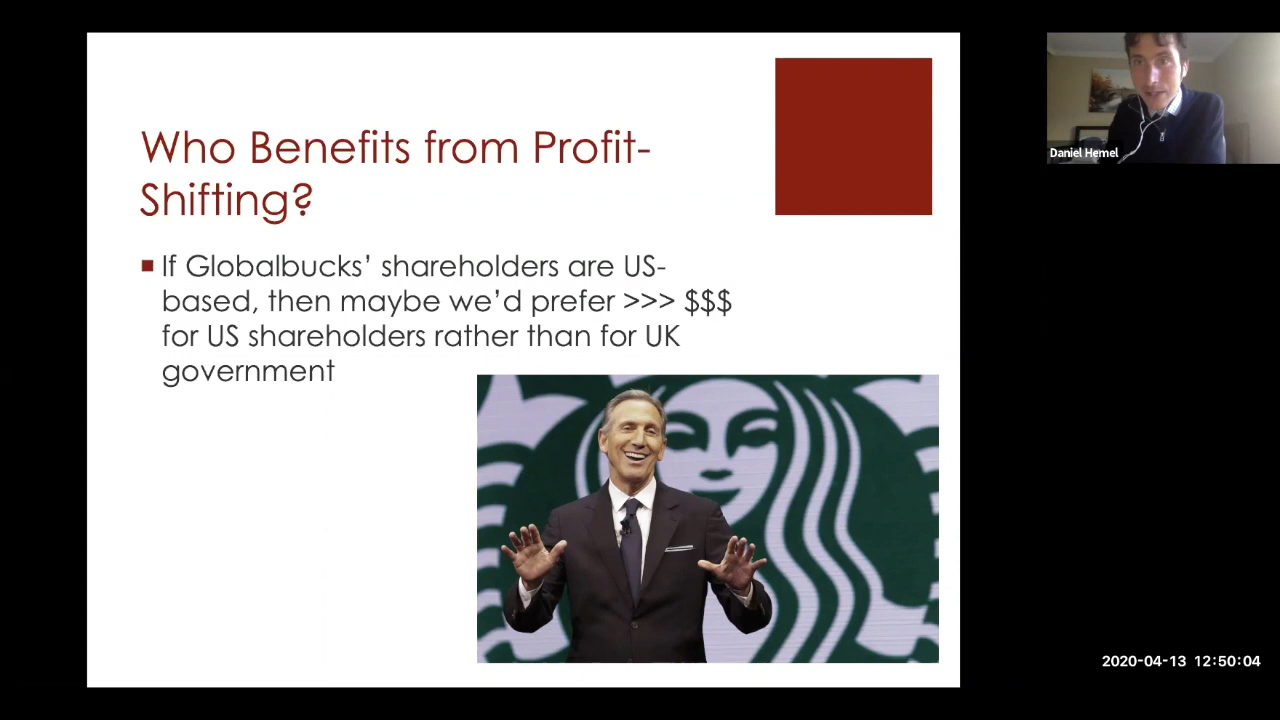 Who Benefits from Profit-
Shifting?
If Globalbucks’ shareholders are US-
based, then maybe we’d prefer >>> $$$
for US shareholders rather than for UK
government
Daniel Hemel
2020-04-13 12:50:04